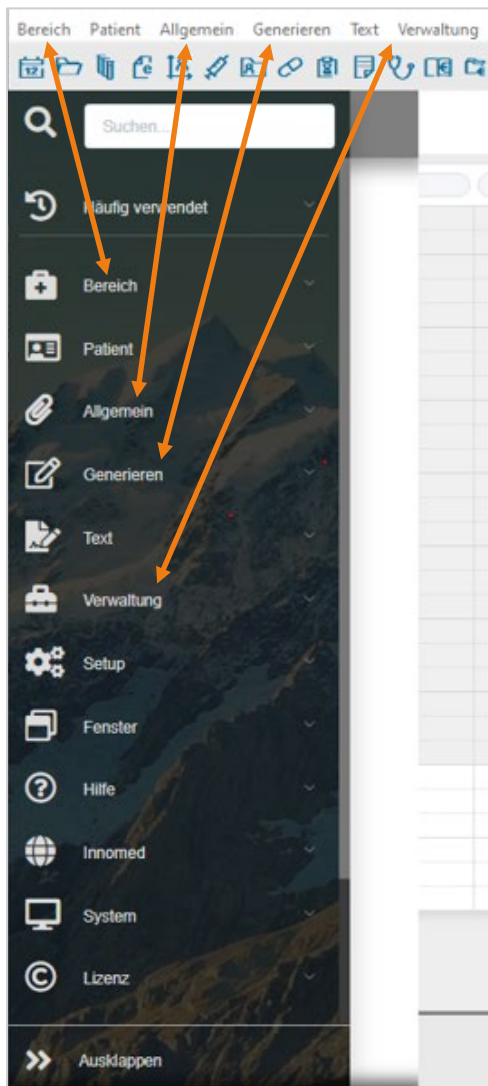 Bereich Patient Allgemein Generieren Text Verwaltung
12 e A
Suchen...
Häufig verwendet
Bereich
Patient
Allgemein
Generieren
Text
Verwaltung
Setup
Fenster
Hilfe
Innomed
System
Lizenz
Ausklappen